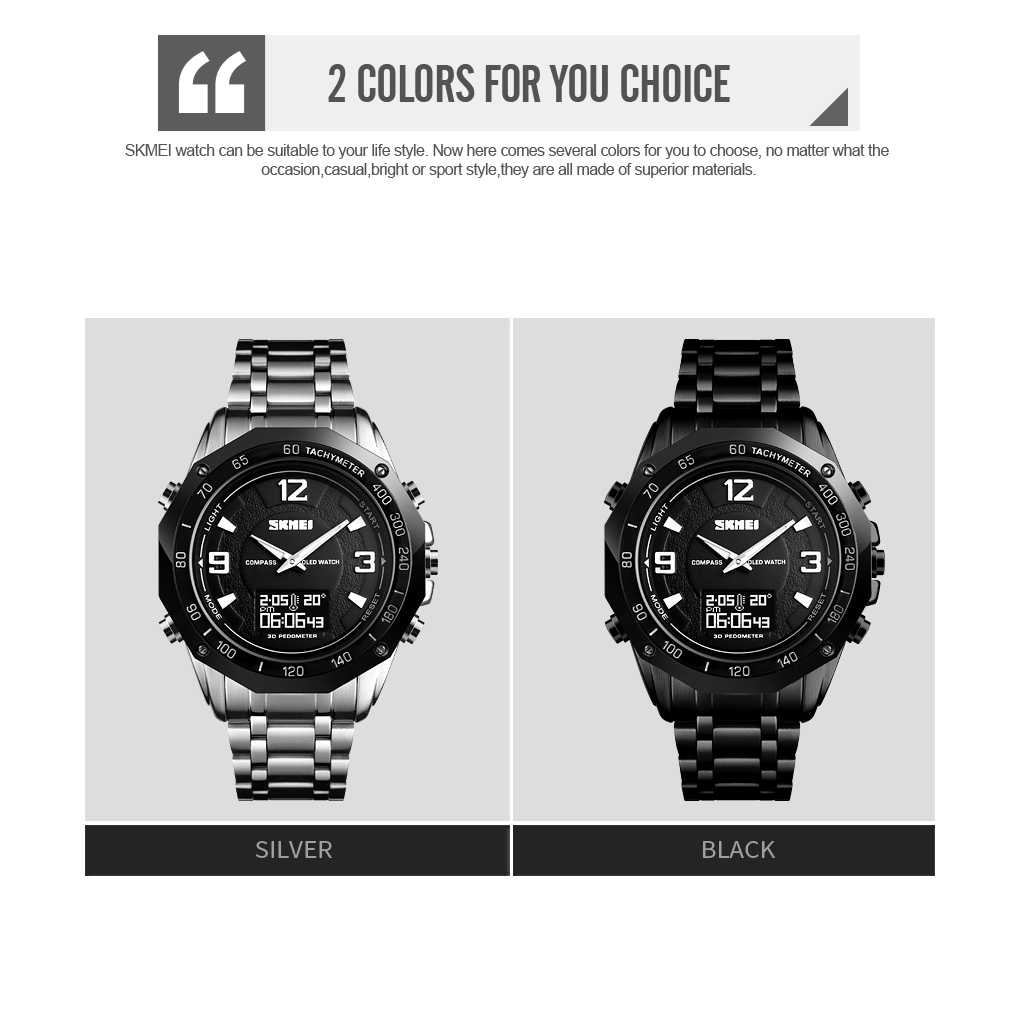 2 COLORS FOR YOU CHOICE
SKMEI watch can be suitable to your life style. Now here comes several colors for you to choose, no matter what the
occasion,casual,bright or sport style,they are all made of superior materials.
60 TACHYMETER
65
400
70
300
80
240
90
180
100
140
120
LIGHT
START
12
SKMEI
9
3
COMPASS
OLED WATCH
MODE
RESET
2:05 20°
PM
06:0643
3D PEDOMETER
60 TACHYMETER
65
400
70
300
80
240
90
180
100
140
120
LIGHT
START
12
SKMEI
9
3
COMPASS
OLED WATCH
MODE
RESET
2:05 20°
PM
06:0643
3D PEDOMETER
SILVER
BLACK